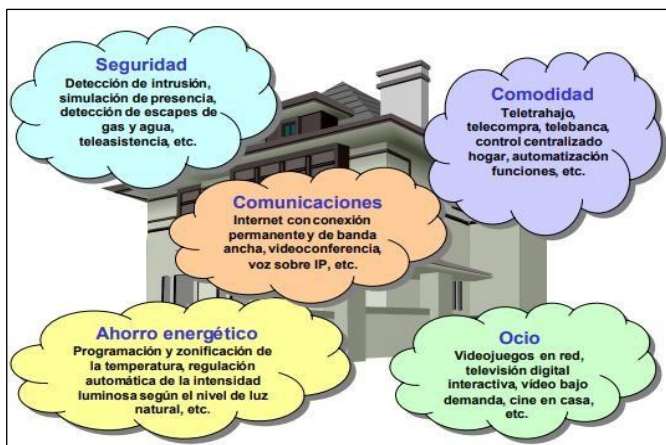 Seguridad
Detección de intrusión,
simulación de presencia,
detección de escapes de
gas y agua,
teleasistencia, etc.
Comodidad
Teletrahajo,
telecompra, telebanca,
control centralizado
hogar, automatización
funciones, etc.
Comunicaciones
Internet con conexión
permanente y de banda
ancha, videoconferencia,
voz sobre IP, etc.
Ahorro energético
Programación y zonificación de
la temperatura, regulación
automática de la intensidad
luminosa según el nivel de luz
natural, etc.
Ocio
Videojuegos en red,
televisión digital
interactiva, vídeo bajo
demanda, cine en casa,
etc.